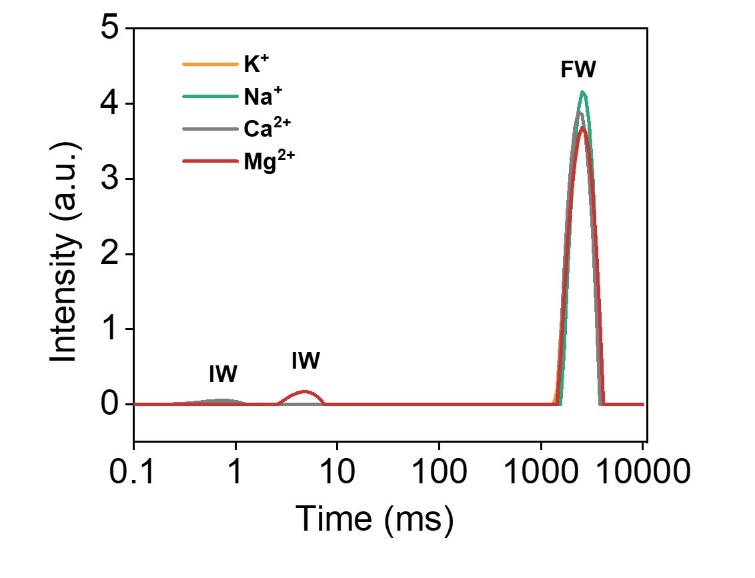 5
4
3
2
1
0
Intensity (a.u.)
K⁺
Na⁺
Ca²⁺
Mg²⁺
FW
IW
IW
0.1 1 10 100 1000 10000
Time (ms)